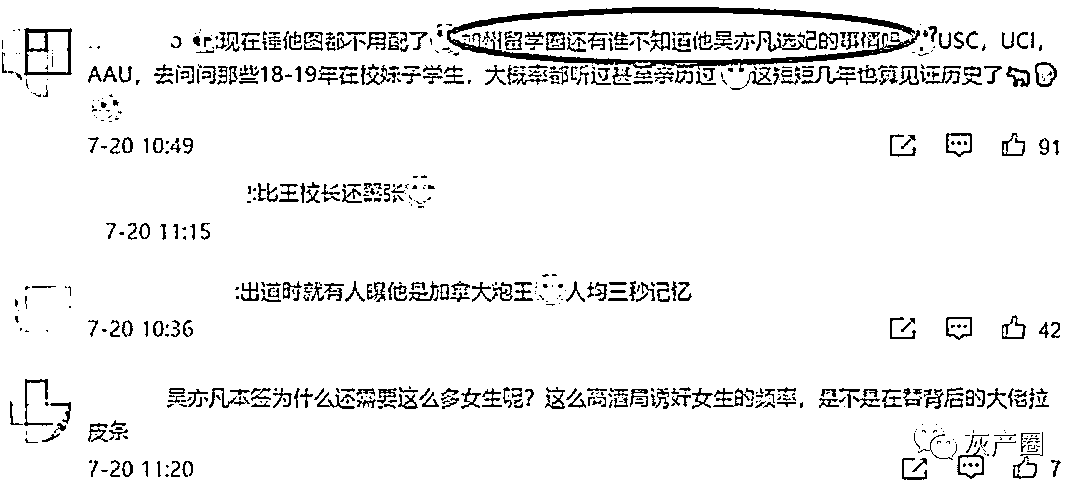 现在锤他图都不用配了 加州留学圈还有谁不知道他吴亦凡选妃的事情吗 ?USC，UCI，
AAU，去问问那些18-19年在校妹子学生，大概率都听过甚至亲历过 这短短几年也算见证历史了
7-20 10:49
91
:比王校长还嚣张
7-20 11:15
:出道时就有人曝他是加拿大炮王 人均三秒记忆
7-20 10:36
42
吴亦凡本签为什么还需要这么多女生呢？这么高酒局诱奸女生的频率，是不是在替背后的大佬拉
皮条
7-20 11:20
7
灰产圈